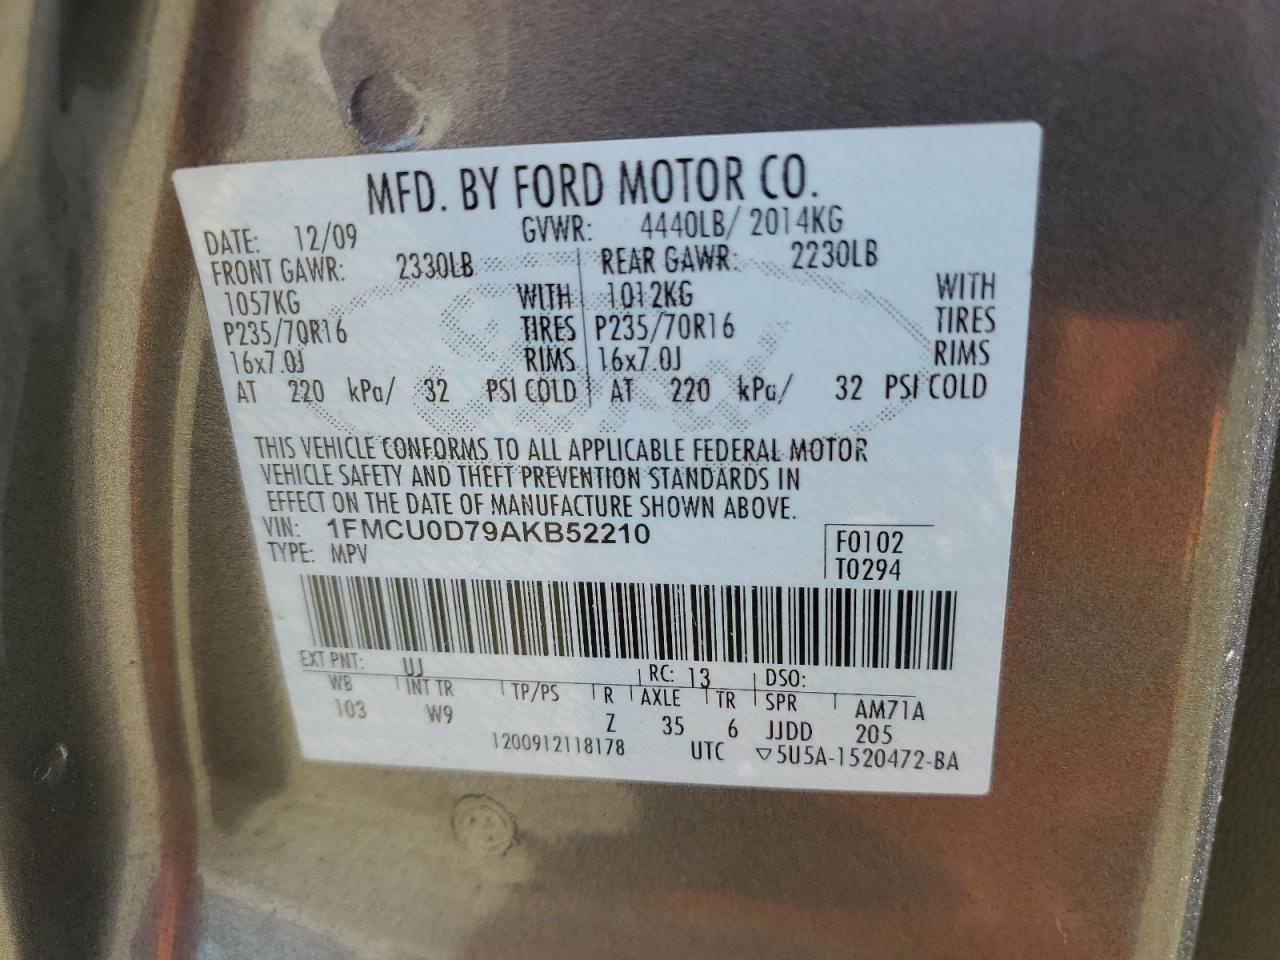 MFD. BY FORD MOTOR CO.
DATE: 12/09 GVWR: 4440LB/ 2014KG
FRONT GAWR: 2330LB REAR GAWR: 2230LB
1057KG WITH 1012KG WITH
P235/70R16 TIRES P235/70R16 TIRES
16x7.0J RIMS 16x7.0J RIMS
AT 220 kPa/ 32 PSI COLD AT 220 kPa/ 32 PSI COLD
THIS VEHICLE CONFORMS TO ALL APPLICABLE FEDERAL MOTOR
VEHICLE SAFETY AND THEFT PREVENTION STANDARDS IN
EFFECT ON THE DATE OF MANUFACTURE SHOWN ABOVE.
VIN: 1FMCU0D79AKB52210 F0102
TYPE: MPV T0294
EXT PNT: UJ RC: 13 DSO:
WB INT TR TP/PS R AXLE TR SPR AM71A
103 W9 Z 35 6 JJDD 205
1200912118178 UTC ▽5U5A-1520472-BA